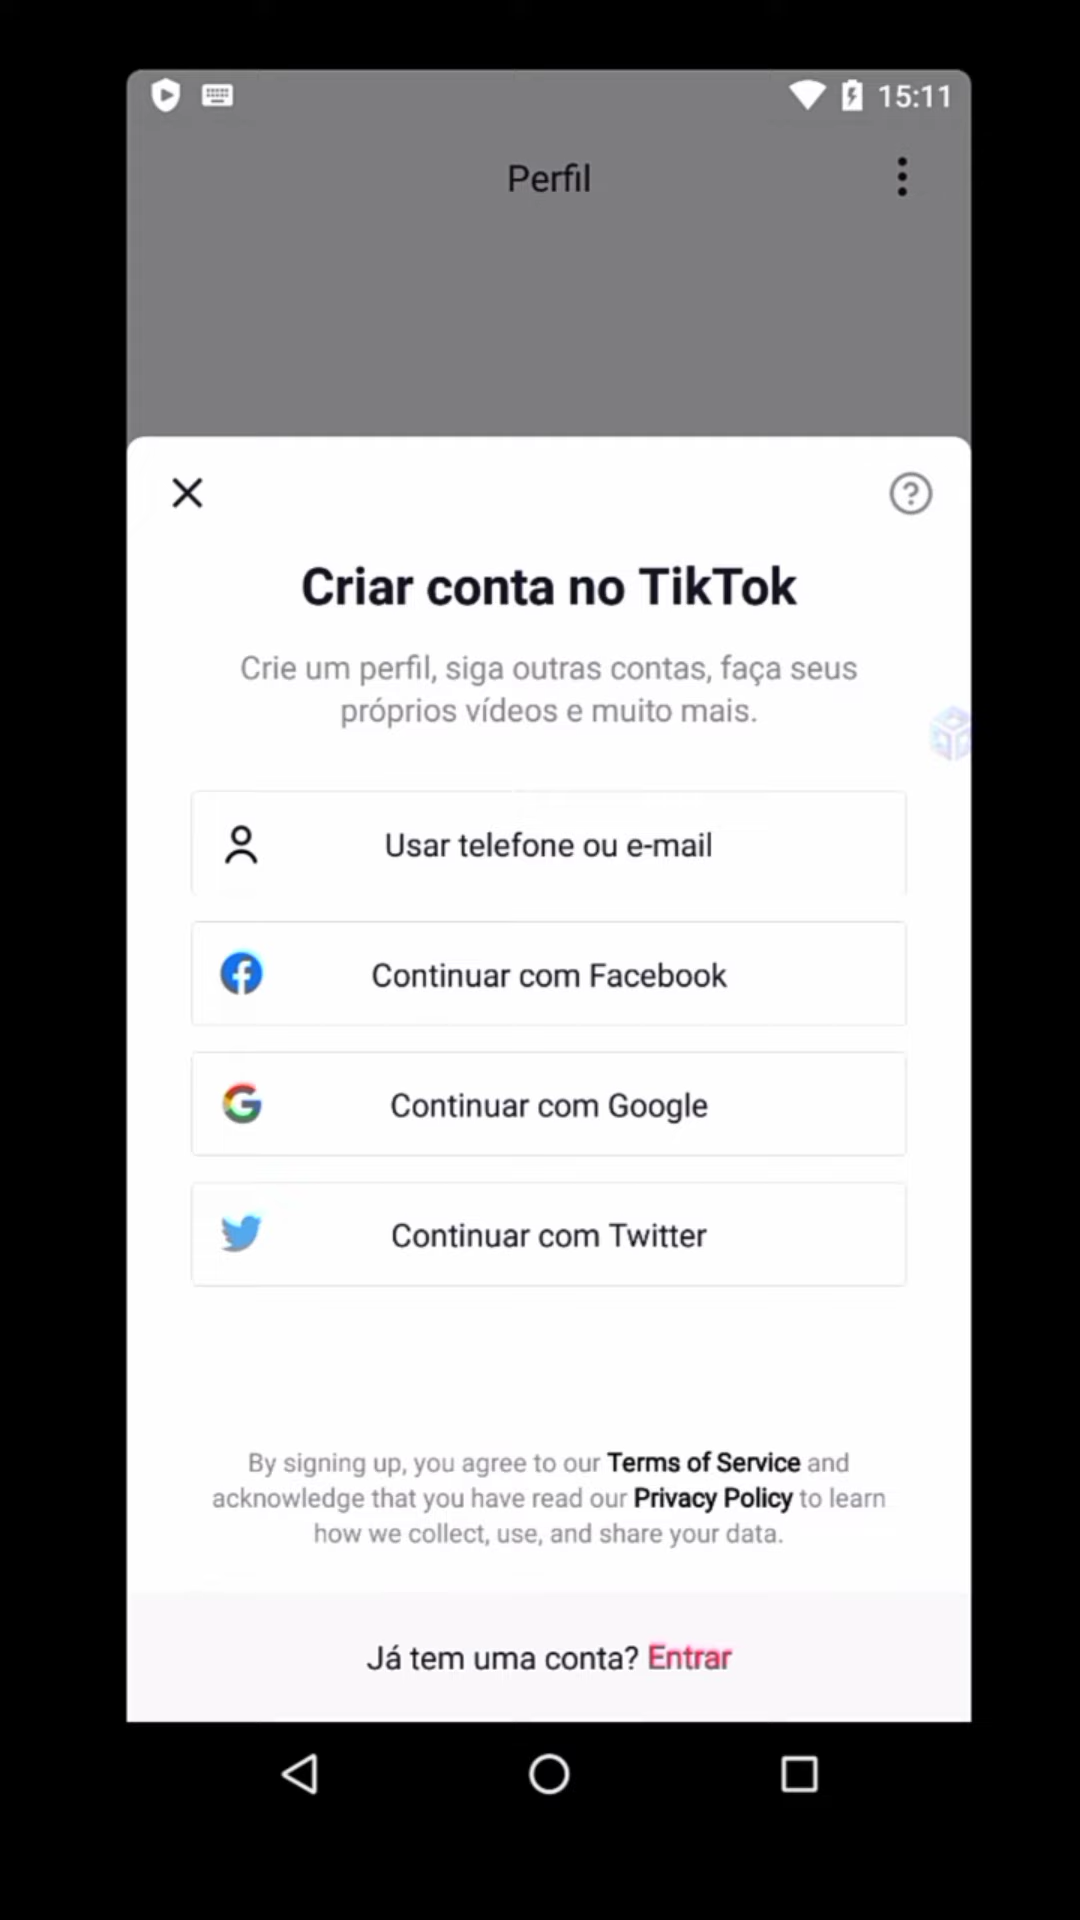 15:11
Perfil
Criar conta no TikTok
Crie um perfil, siga outras contas, faça seus
próprios vídeos e muito mais.
Usar telefone ou e-mail
Continuar com Facebook
Continuar com Google
Continuar com Twitter
By signing up, you agree to our Terms of Service and
acknowledge that you have read our Privacy Policy to learn
how we collect, use, and share your data.
Já tem uma conta? Entrar